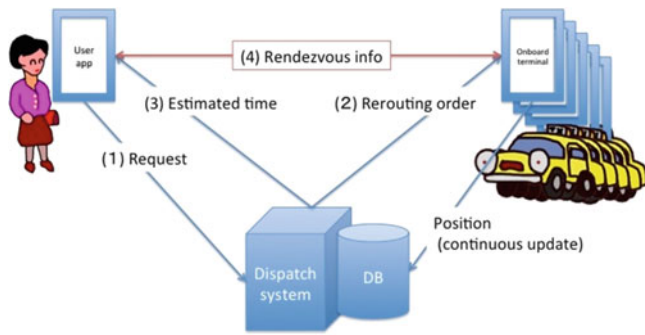 User
app
(4) Rendezvous info
Onboard
terminal
(3) Estimated time
(2) Rerouting order
(1) Request
Position
(continuous update)
Dispatch
system
DB